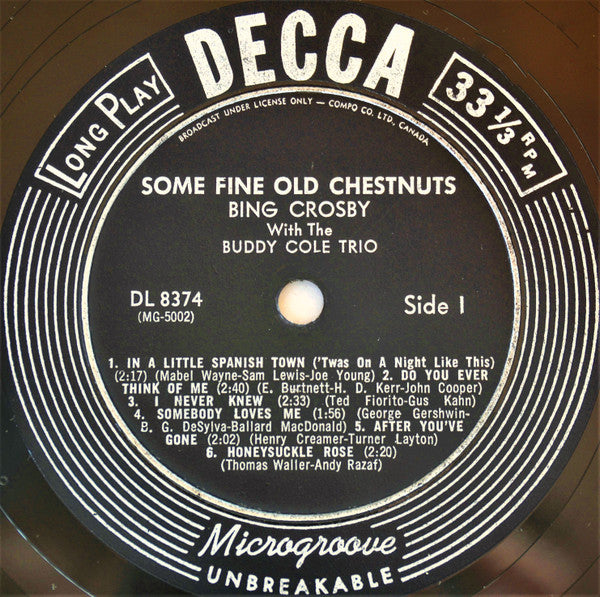 LONG PLAY
DECCA
33 1/3 RPM
BROADCAST UNDER LICENSE ONLY — COMPO CO. LTD., CANADA
SOME FINE OLD CHESTNUTS
BING CROSBY
With The
BUDDY COLE TRIO
DL 8374
(MG-5002)
Side 1
1. IN A LITTLE SPANISH TOWN ('Twas On A Night Like This)
(2:17) (Mabel Wayne-Sam Lewis-Joe Young) 2. DO YOU EVER
THINK OF ME (2:40) (E. Burtnett-H. D. Kerr-John Cooper)
3. I NEVER KNEW (2:33) (Ted Fiorito-Gus Kahn)
4. SOMEBODY LOVES ME (1:56) (George Gershwin-
B. G. DeSylva-Ballard MacDonald) 5. AFTER YOU'VE
GONE (2:02) (Henry Creamer-Turner Layton)
6. HONEYSUCKLE ROSE (2:20)
(Thomas Waller-Andy Razaf)
Microgroove
UNBREAKABLE